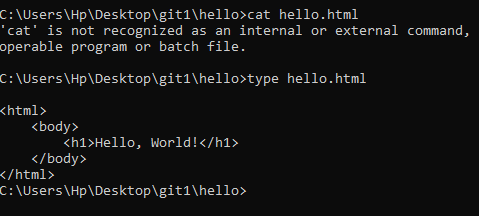 C:\Users\Hp\Desktop\git1\hello>cat hello.html
'cat' is not recognized as an internal or external command,
operable program or batch file.
C:\Users\Hp\Desktop\git1\hello>type hello.html
<html>
    <body>
        <h1>Hello, World!</h1>
    </body>
</html>
C:\Users\Hp\Desktop\git1\hello>